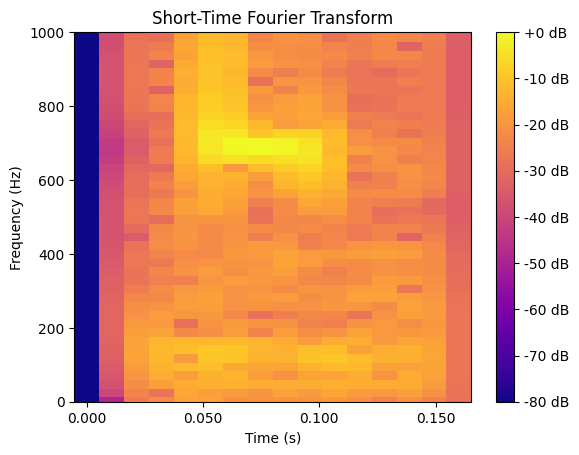 Short-Time Fourier Transform
1000
800
600
400
200
0
Frequency (Hz)
0.000
0.050
0.100
0.150
Time (s)
+0 dB
-10 dB
-20 dB
-30 dB
-40 dB
-50 dB
-60 dB
-70 dB
-80 dB